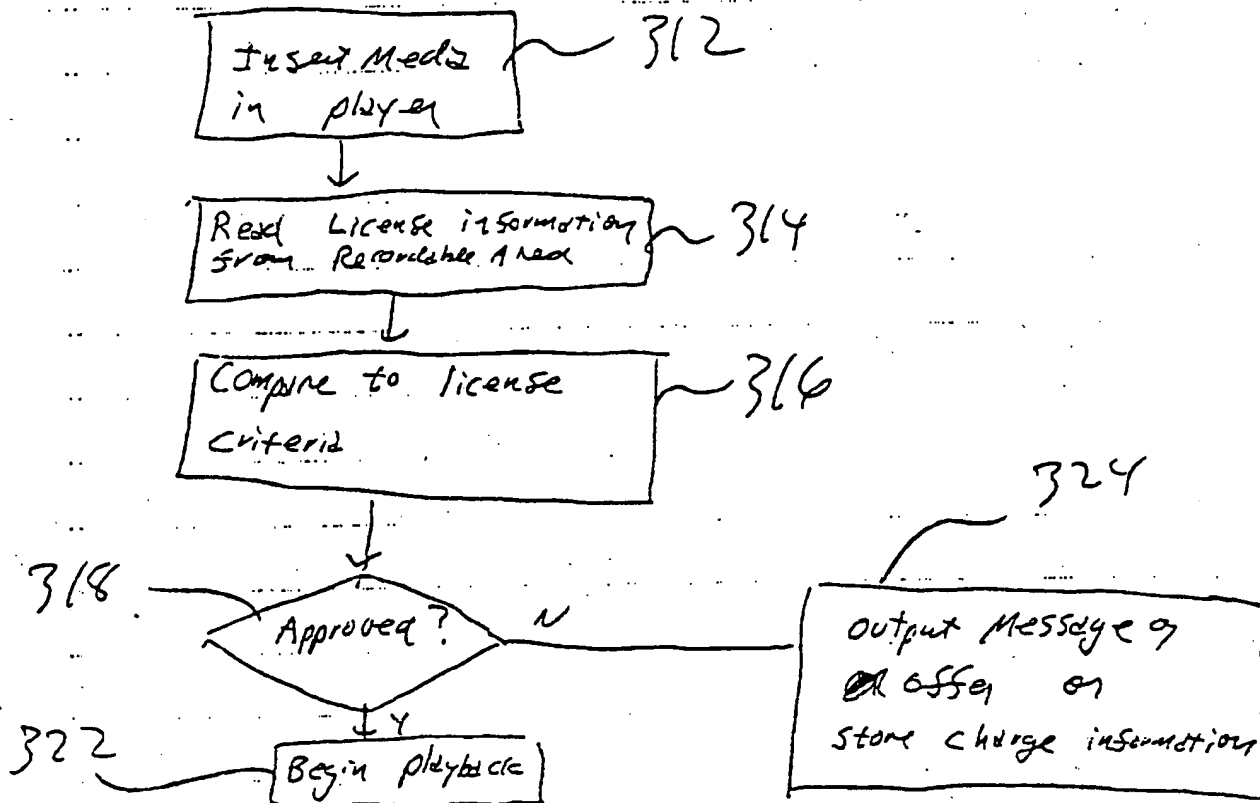 Insert Media
in player
312
Read License information
from Recordable Area
314
Compare to license
Criteria
316
318
Approved?
N
Y
324
output Message or
offer or
store charge information
322
Begin playback